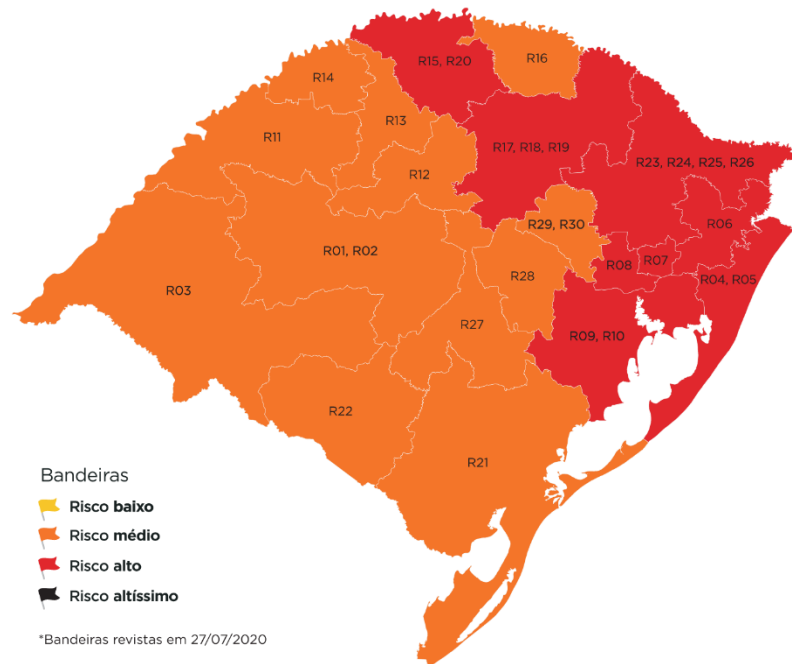 R15, R20
R16
R14
R13
R11
R17, R18, R19
R23, R24, R25, R26
R12
R29, R30
R06
R01, R02
R08
R07
R28
R04, R05
R03
R27
R09, R10
R22
R21
Bandeiras
Risco baixo
Risco médio
Risco alto
Risco altíssimo
*Bandeiras revistas em 27/07/2020